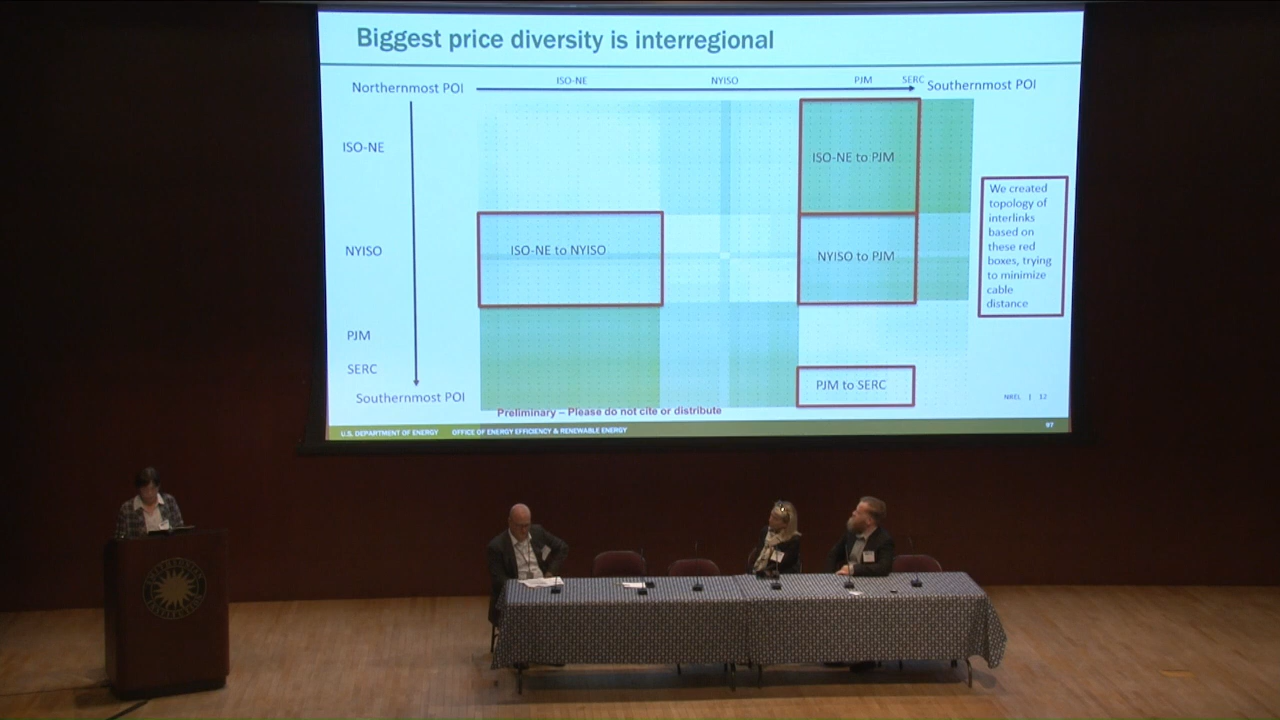 Biggest price diversity is interregional
ISO-NE NYISO PJM SERC
Northernmost POI Southernmost POI
ISO-NE
NYISO
PJM
SERC
Southernmost POI
ISO-NE to PJM
ISO-NE to NYISO
NYISO to PJM
PJM to SERC
We created
topology of
interlinks
based on
these red
boxes, trying
to minimize
cable
distance
NREL | 12
Preliminary – Please do not cite or distribute
U.S. DEPARTMENT OF ENERGY OFFICE OF ENERGY EFFICIENCY & RENEWABLE ENERGY
97